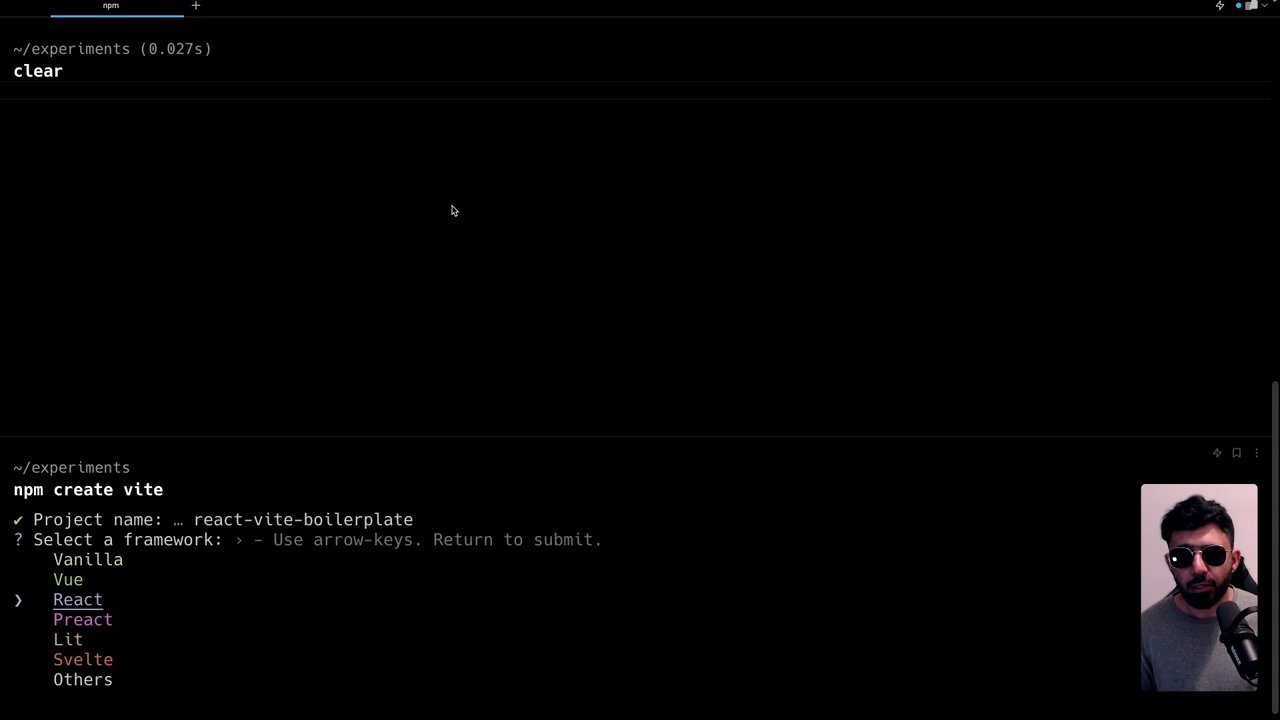 npm
~/experiments (0.027s)
clear
~/experiments
npm create vite
✔ Project name: … react-vite-boilerplate
? Select a framework: › - Use arrow-keys. Return to submit.
Vanilla
Vue
❯ React
Preact
Lit
Svelte
Others